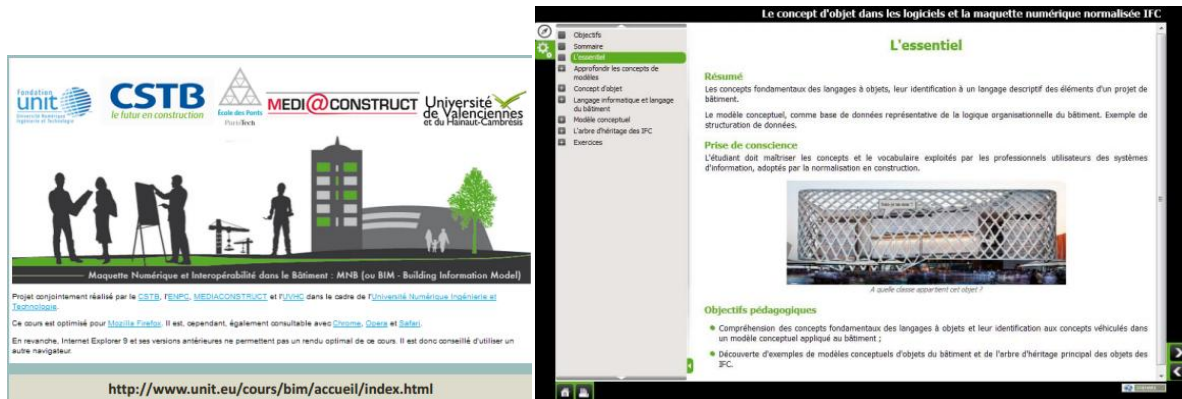 Fondation
unit
Université Numérique
Ingénierie et Technologie
CSTB
le futur en construction
École des Ponts
ParisTech
MEDI@CONSTRUCT
Université
de Valenciennes
et du Hainaut-Cambrésis
Maquette Numérique et Interopérabilité dans le Bâtiment : MNB (ou BIM - Building Information Model)
Projet conjointement réalisé par le CSTB, l'ENPC, MEDIACONSTRUCT et l'UVHC dans le cadre de l'Université Numérique Ingénierie et
Technologie.
Ce cours est optimisé pour Mozilla Firefox. Il est, cependant, également consultable avec Chrome, Opera et Safari.
En revanche, Internet Explorer 9 et ses versions antérieures ne permettent pas un rendu optimal de ce cours. Il est donc conseillé d'utiliser un
autre navigateur.
http://www.unit.eu/cours/bim/accueil/index.html
Le concept d'objet dans les logiciels et la maquette numérique normalisée IFC
Objectifs
Sommaire
L'essentiel
Approfondir les concepts de
modèles
Concept d'objet
Langage informatique et langage
du bâtiment
Modèle conceptuel
L'arbre d'héritage des IFC
Exercices
L'essentiel
Résumé
Les concepts fondamentaux des langages à objets, leur identification à un langage descriptif des éléments d'un projet de
bâtiment.
Le modèle conceptuel, comme base de données représentative de la logique organisationnelle du bâtiment. Exemple de
structuration de données.
Prise de conscience
L'étudiant doit maîtriser les concepts et le vocabulaire exploités par les professionnels utilisateurs des systèmes
d'information, adoptés par la normalisation en construction.
A quelle classe appartient cet objet ?
Objectifs pédagogiques
Compréhension des concepts fondamentaux des langages à objets et leur identification aux concepts véhiculés dans
un modèle conceptuel appliqué au bâtiment ;
Découverte d'exemples de modèles conceptuels d'objets du bâtiment et de l'arbre d'héritage principal des objets des
IFC.